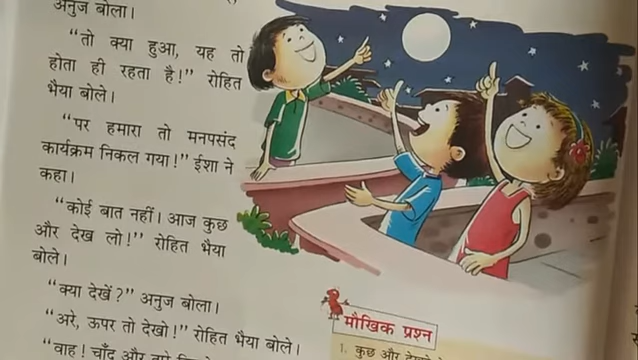 अनुज बोला।
“तो क्या हुआ, यह तो
होता ही रहता है!” रोहित
भैया बोले।
“पर हमारा तो मनपसंद
कार्यक्रम निकल गया!” ईशा ने
कहा।
“कोई बात नहीं। आज कुछ
और देख लो!” रोहित भैया
बोले।
“क्या देखें?” अनुज बोला।
“अरे, ऊपर तो देखो!” रोहित भैया बोले।
“वाह! चाँद और तारे
मौखिक प्रश्न
1. कुछ और देखने